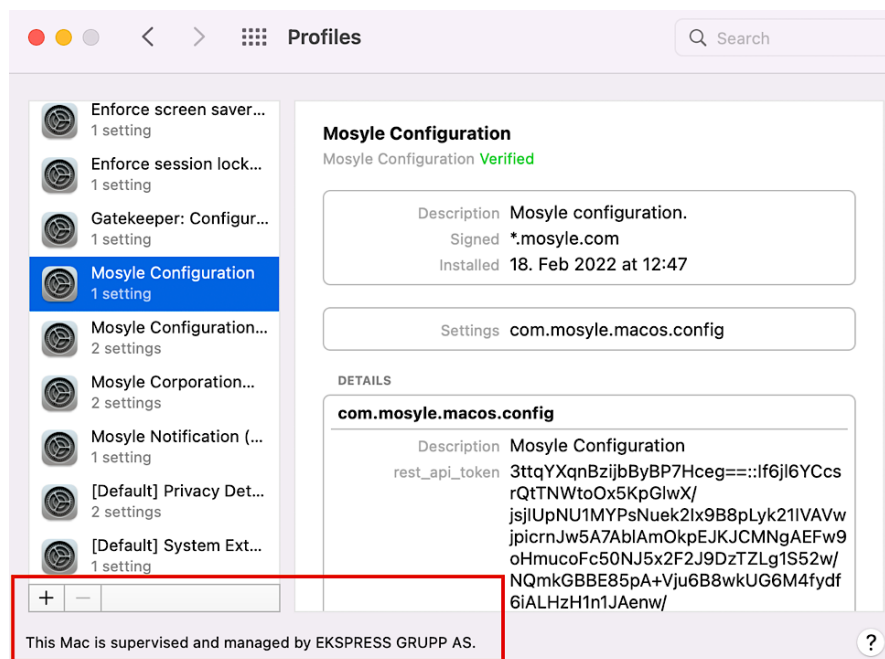 Profiles
Search
Enforce screen saver...
1 setting
Enforce session lock...
1 setting
Gatekeeper: Configur...
1 setting
Mosyle Configuration
1 setting
Mosyle Configuration...
2 settings
Mosyle Corporation...
2 settings
Mosyle Notification (...
1 setting
[Default] Privacy Det...
2 settings
[Default] System Ext...
1 setting
+ −
This Mac is supervised and managed by EKSPRESS GRUPP AS.
Mosyle Configuration
Mosyle Configuration Verified
Description Mosyle configuration.
Signed *.mosyle.com
Installed 18. Feb 2022 at 12:47
Settings com.mosyle.macos.config
DETAILS
com.mosyle.macos.config
Description Mosyle Configuration
rest_api_token 3ttqYXqnBzijbByBP7Hceg==::lf6jl6YCcs
rQtTNWtoOx5KpGlwX/
jsjlUpNU1MYPsNuek2Ix9B8pLyk21lVAVw
jpicrnJw5A7AblAmOkpEJKJCMNgAEFw9
oHmucoFc50NJ5x2F2J9DzTZLg1S52w/
NQmkGBBE85pA+Vju6B8wkUG6M4fydf
6iALHzH1n1JAenw/
?